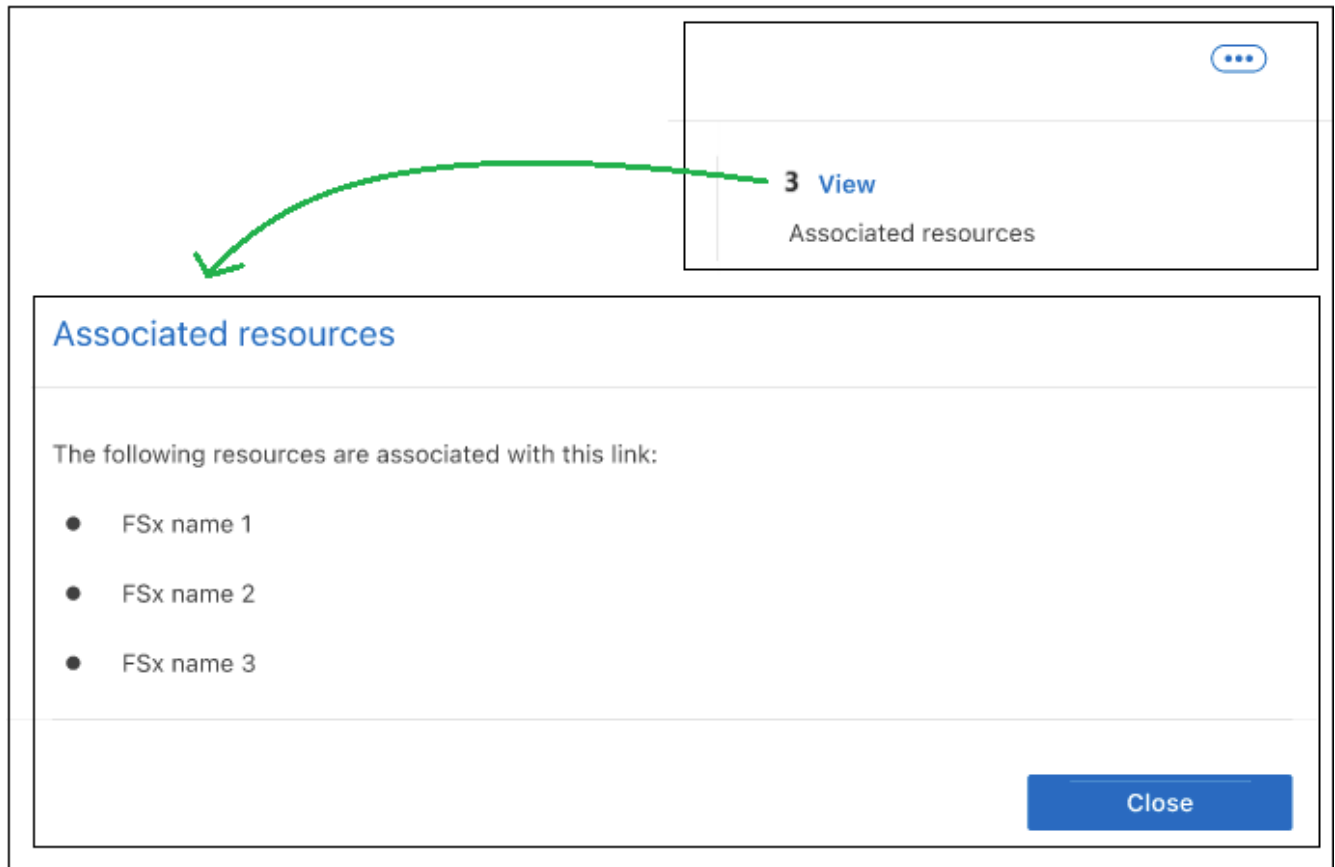 3 View
Associated resources
Associated resources
The following resources are associated with this link:
● FSx name 1
● FSx name 2
● FSx name 3
Close